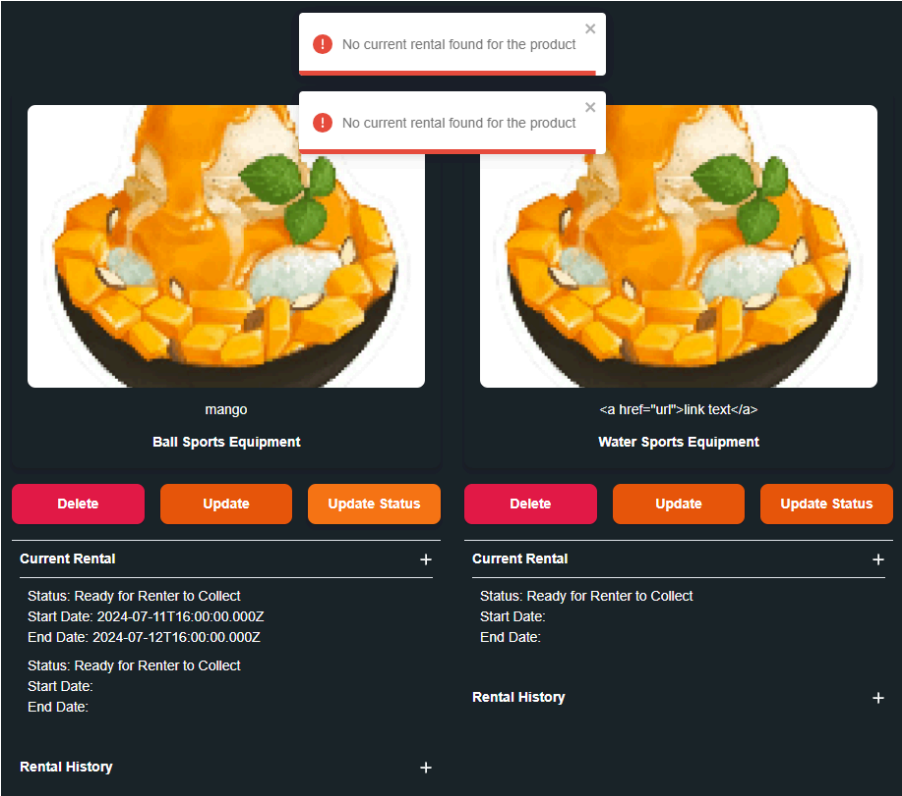 No current rental found for the product
No current rental found for the product
mango
Ball Sports Equipment
Delete
Update
Update Status
Current Rental
Status: Ready for Renter to Collect
Start Date: 2024-07-11T16:00:00.000Z
End Date: 2024-07-12T16:00:00.000Z
Status: Ready for Renter to Collect
Start Date:
End Date:
Rental History
<a href="url">link text</a>
Water Sports Equipment
Delete
Update
Update Status
Current Rental
Status: Ready for Renter to Collect
Start Date:
End Date:
Rental History